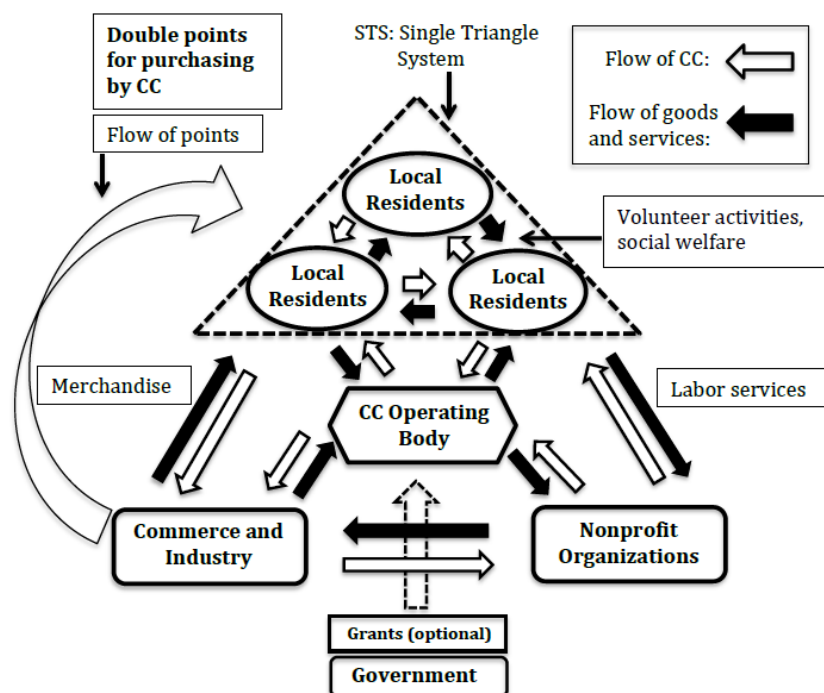 Double points
for purchasing
by CC
Flow of points
STS: Single Triangle
System
Flow of CC:
Flow of goods
and services:
Local
Residents
Volunteer activities,
social welfare
Local
Residents
Local
Residents
Merchandise
CC Operating
Body
Labor services
Commerce and
Industry
Nonprofit
Organizations
Grants (optional)
Government